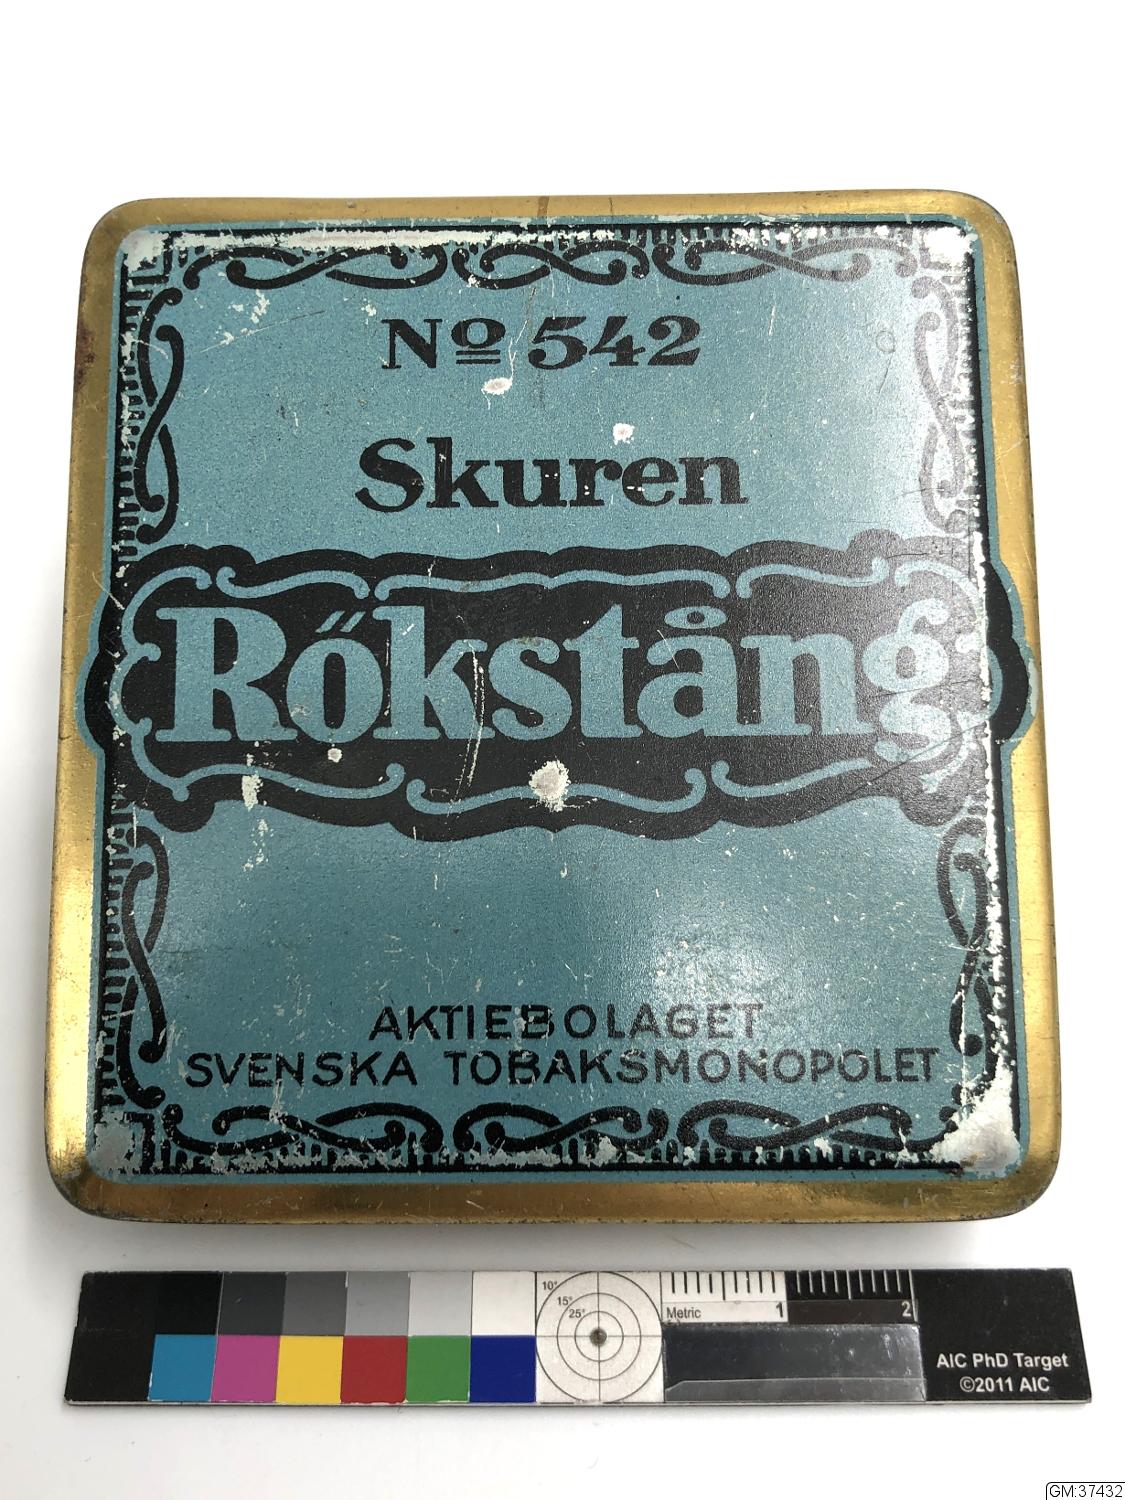 Nº 542
Skuren
Rökstång
AKTIEBOLAGET
SVENSKA TOBAKSMONOPOLET
10°
15°
25°
Metric
1
2
AIC PhD Target
©2011 AIC
GM:37432